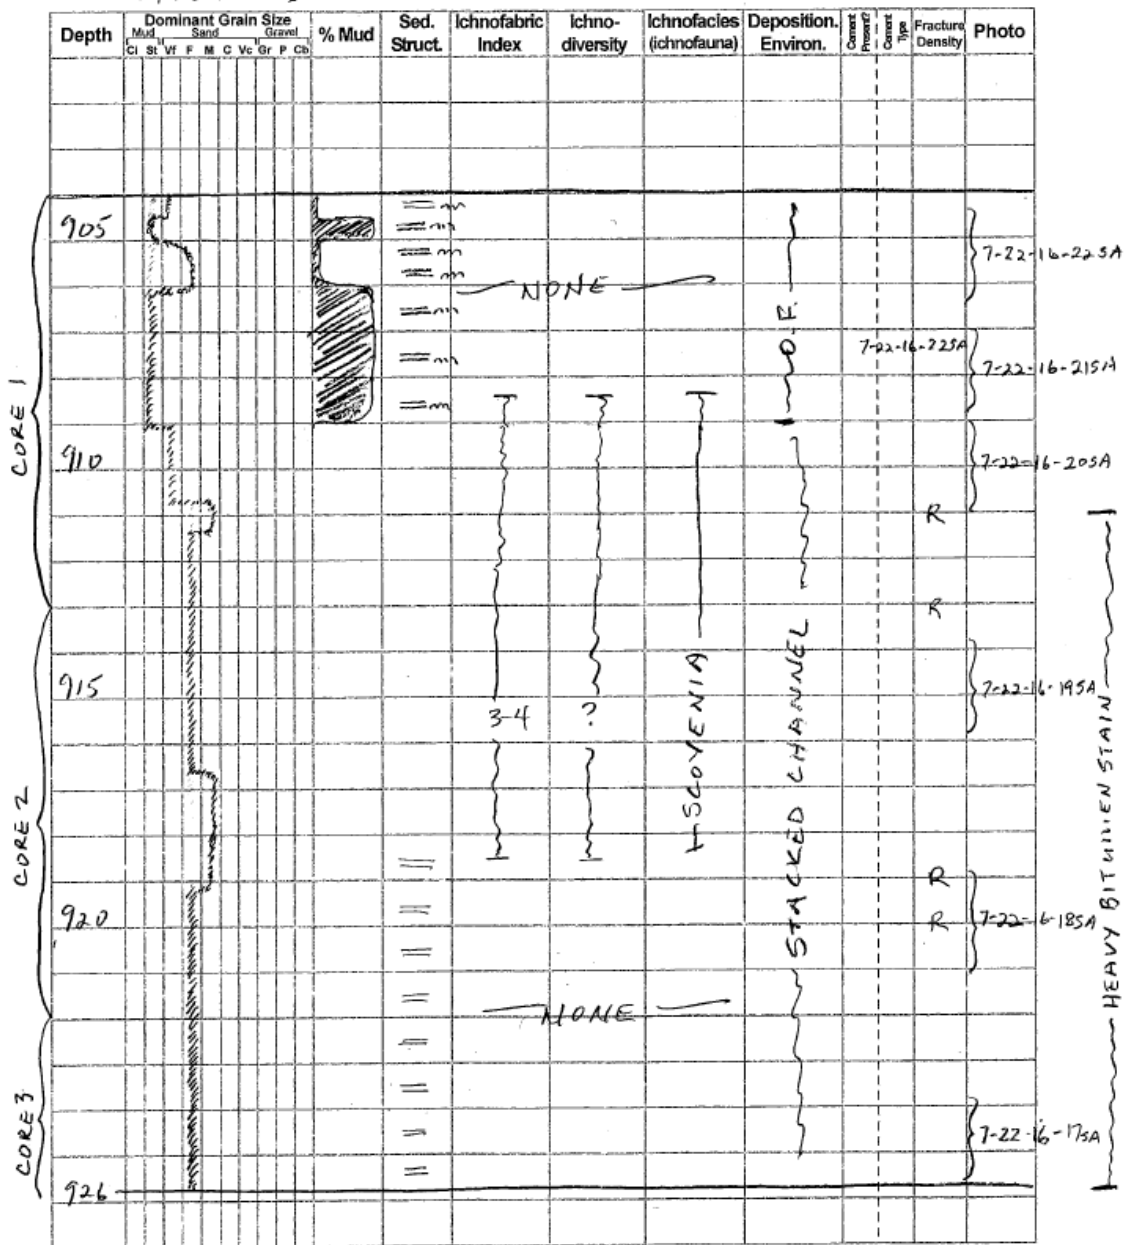 Depth Dominant Grain Size % Mud Sed. Struct. Ichnofabric Index Ichno-diversity Ichnofacies (ichnofauna) Deposition. Environ. Cement Present? Cement Type Fracture Density Photo
Mud Sand Gravel
Cl St Vf F M C Vc Gr P Cb
905
7-22-16-225A
NONE
O.F.
7-22-16-225A
7-22-16-215A
CORE 1
910
7-22-16-205A
R
R
915
7-22-16-195A
3-4 ?
SCOYENIA
STACKED CHANNEL
HEAVY BITUMEN STAIN
CORE 2
R
920
R
7-22-16-185A
NONE
CORE 3
7-22-16-175A
926